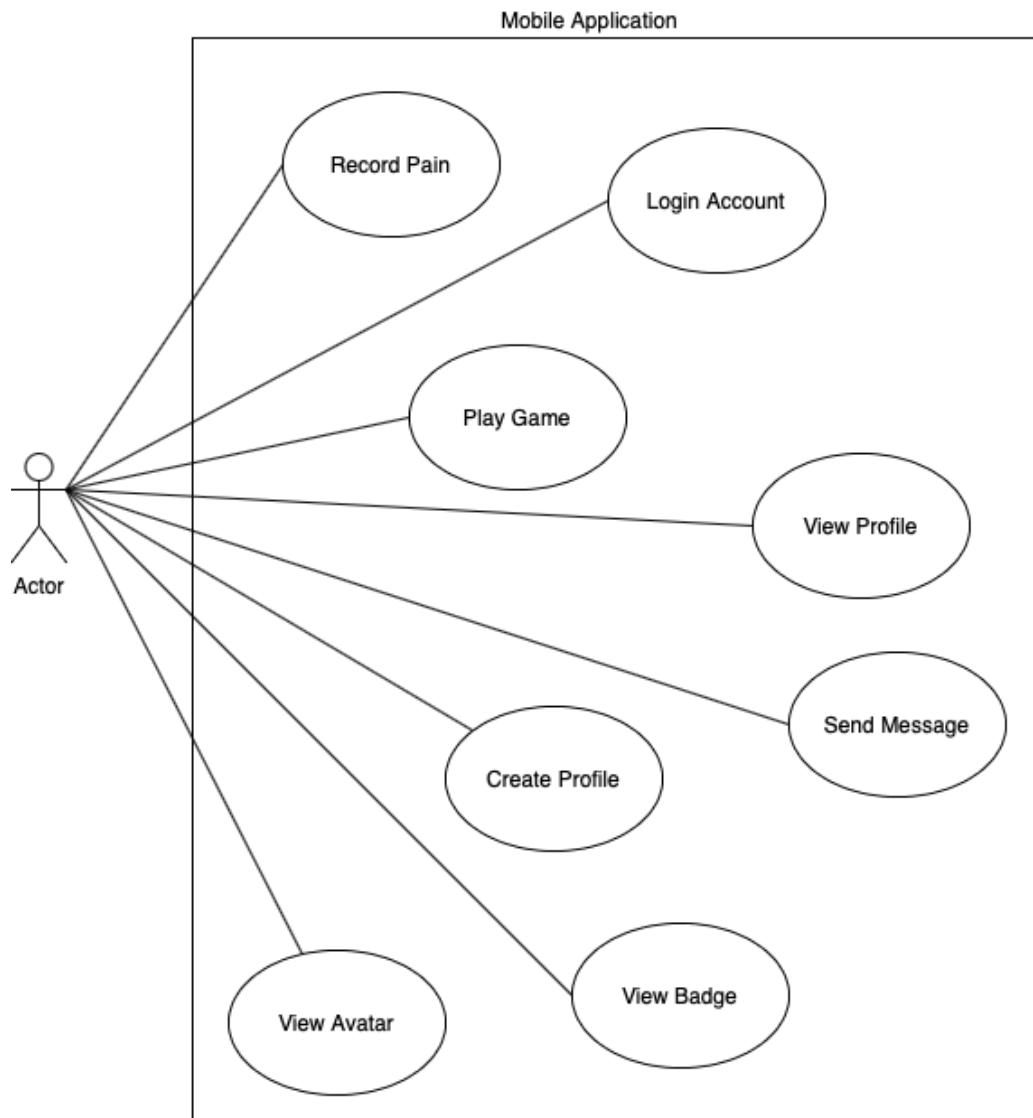 Mobile Application
Record Pain
Login Account
Play Game
View Profile
Actor
Send Message
Create Profile
View Badge
View Avatar